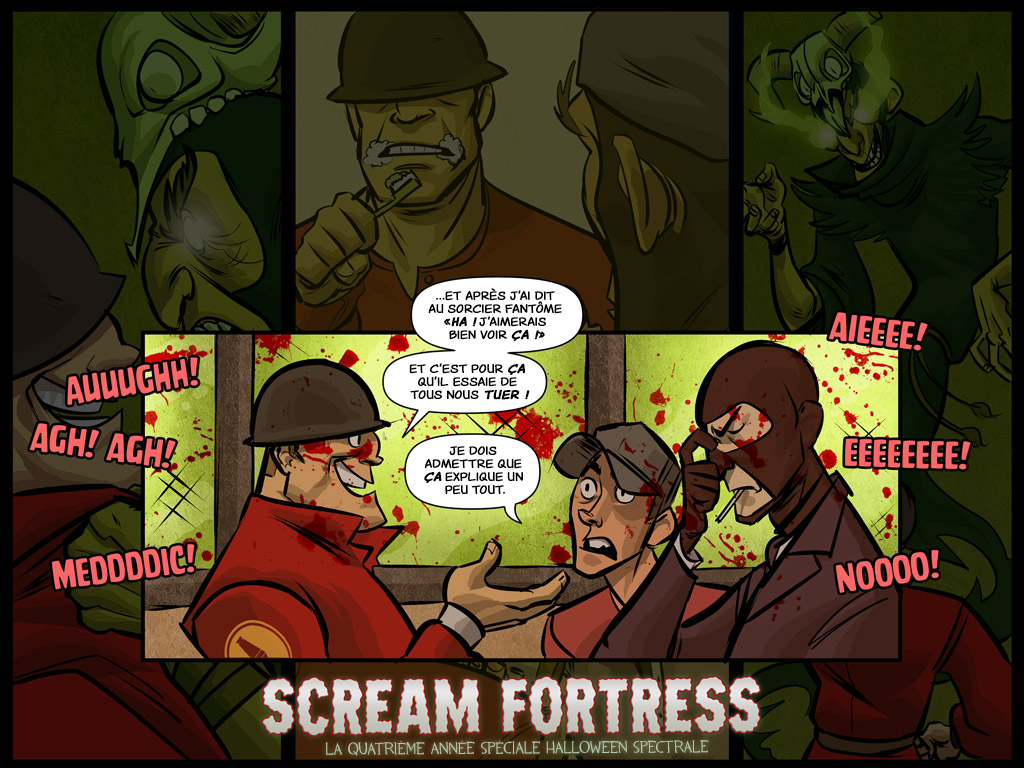 ...ET APRÈS J'AI DIT
AU SORCIER FANTÔME
«HA ! J'AIMERAIS
BIEN VOIR ÇA !»
ET C'EST POUR ÇA
QU'IL ESSAIE DE
TOUS NOUS TUER !
JE DOIS
ADMETTRE QUE
ÇA EXPLIQUE UN
PEU TOUT.
AUUUGHH!
AGH! AGH!
MEDDDDIC!
AIEEEE!
EEEEEEEE!
NOOOO!
SCREAM FORTRESS
LA QUATRIÈME ANNÉE SPÉCIALE HALLOWEEN SPECTRALE